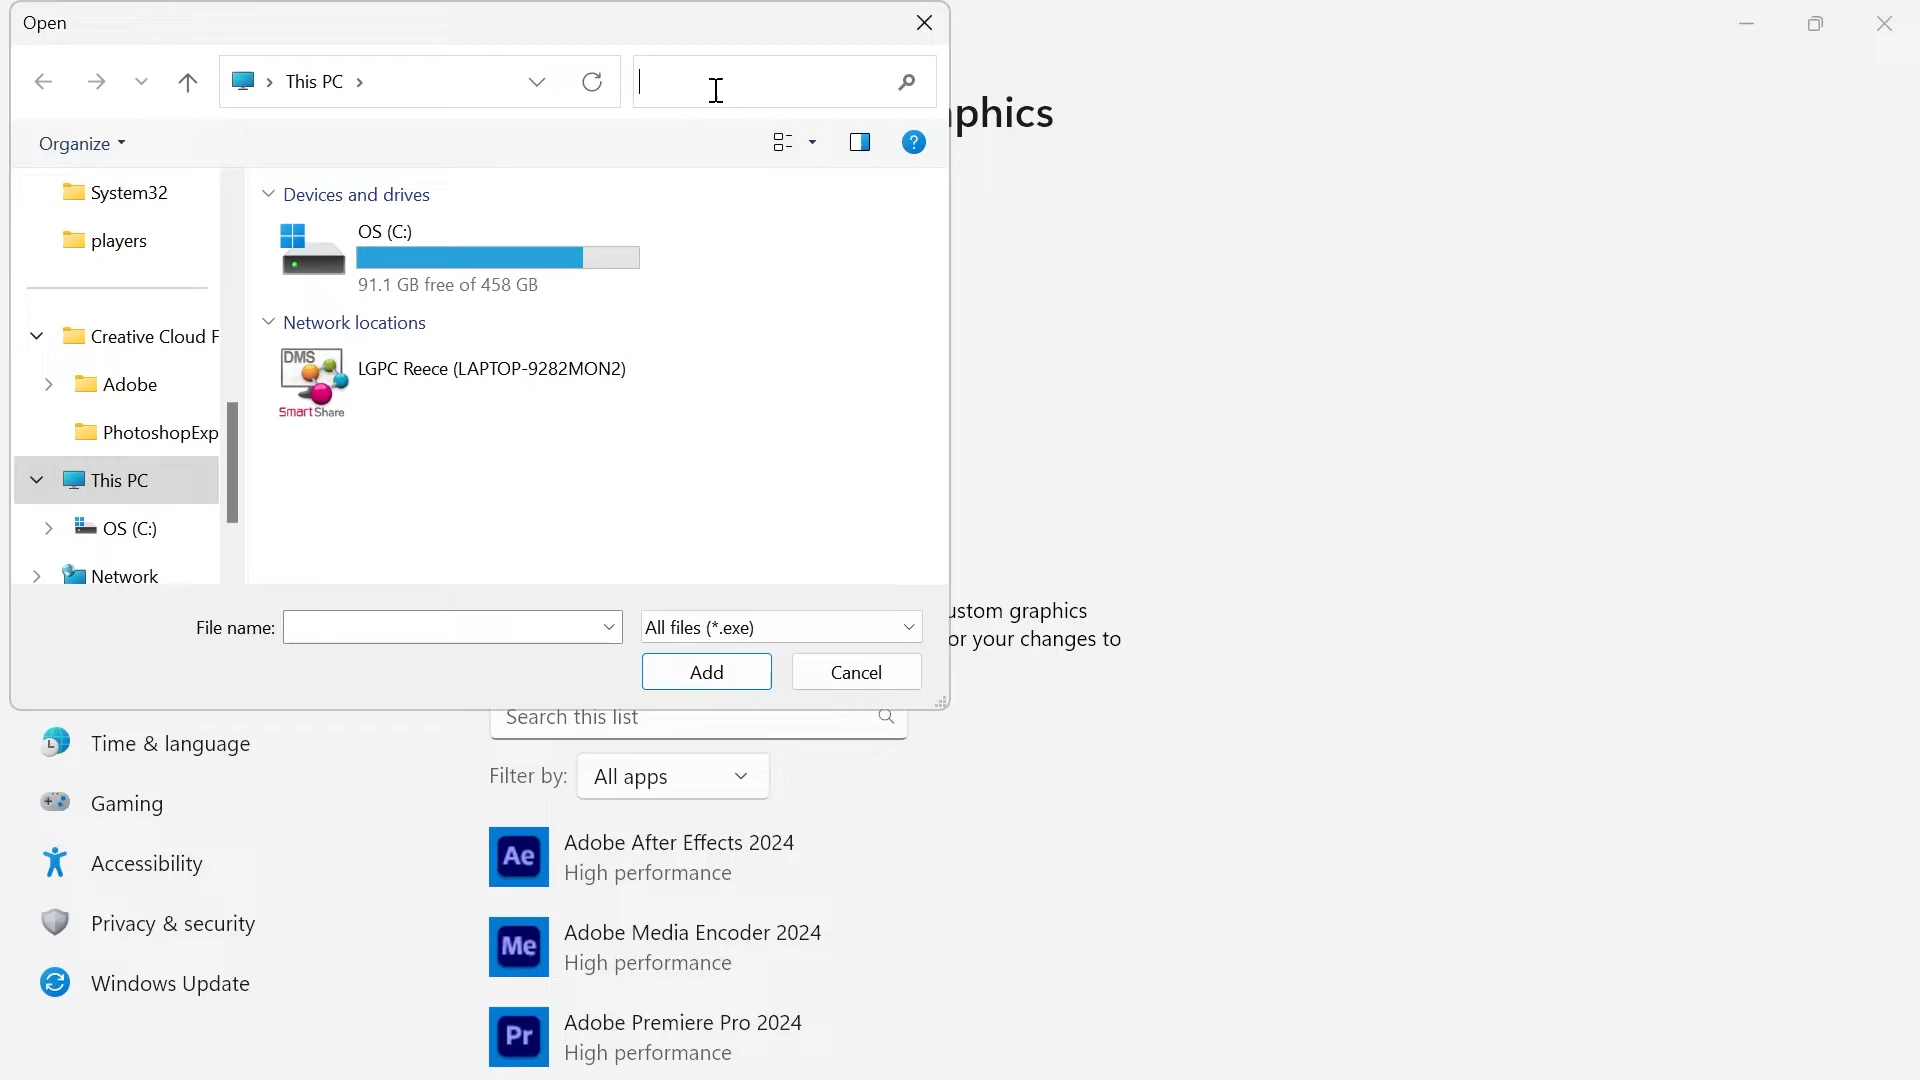 Open
This PC
Organize
System32
players
Creative Cloud F
Adobe
PhotoshopExp
This PC
OS (C:)
Network
Devices and drives
OS (C:)
91.1 GB free of 458 GB
Network locations
DMS
SmartShare
LGPC Reece (LAPTOP-9282MON2)
File name:
All files (*.exe)
Add
Cancel
phics
ustom graphics
or your changes to
Time & language
Gaming
Accessibility
Privacy & security
Windows Update
Search this list
Filter by:
All apps
Ae
Adobe After Effects 2024
High performance
Me
Adobe Media Encoder 2024
High performance
Pr
Adobe Premiere Pro 2024
High performance